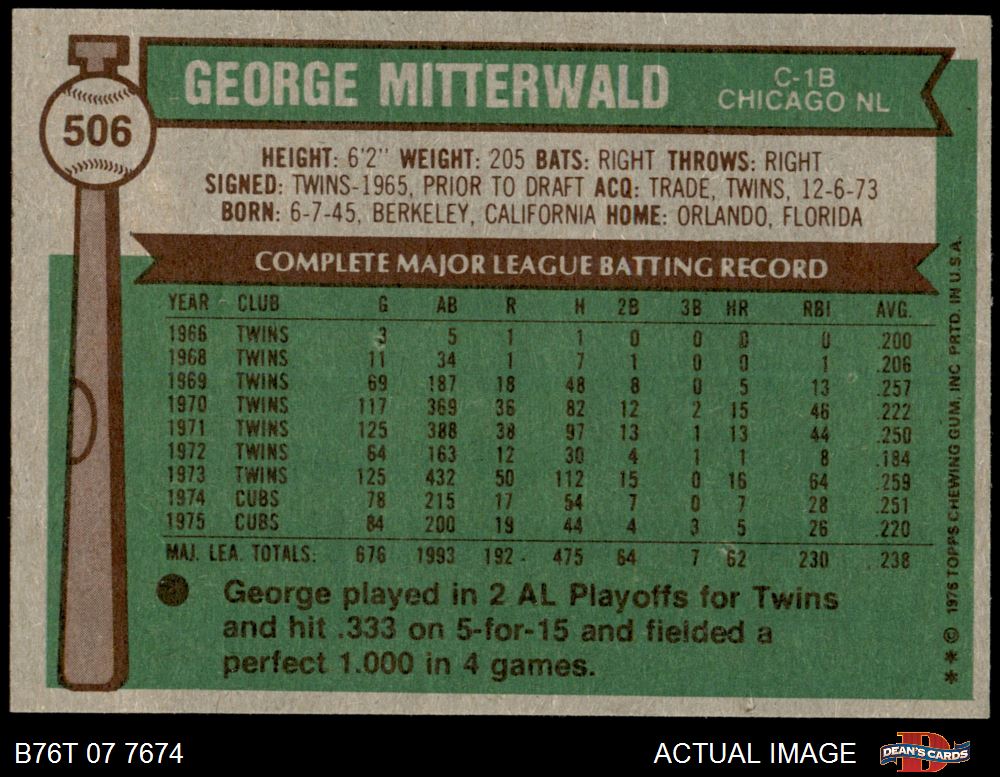 GEORGE MITTERWALD
C-1B
CHICAGO NL
506
HEIGHT: 6'2" WEIGHT: 205 BATS: RIGHT THROWS: RIGHT
SIGNED: TWINS-1965, PRIOR TO DRAFT ACQ: TRADE, TWINS, 12-6-73
BORN: 6-7-45, BERKELEY, CALIFORNIA HOME: ORLANDO, FLORIDA
COMPLETE MAJOR LEAGUE BATTING RECORD
YEAR CLUB G AB R H 2B 3B HR RBI AVG.
1966 TWINS 3 5 1 1 0 0 0 0 .200
1968 TWINS 11 34 1 7 1 0 0 1 .206
1969 TWINS 69 187 18 48 8 0 5 13 .257
1970 TWINS 117 369 36 82 12 2 15 46 .222
1971 TWINS 125 388 38 97 13 1 13 44 .250
1972 TWINS 64 163 12 30 4 1 1 8 .184
1973 TWINS 125 432 50 112 15 0 16 64 .259
1974 CUBS 78 215 17 54 7 0 7 28 .251
1975 CUBS 84 200 19 44 4 3 5 26 .220
MAJ. LEA. TOTALS: 676 1993 192 475 64 7 62 230 .238
George played in 2 AL Playoffs for Twins
and hit .333 on 5-for-15 and fielded a
perfect 1.000 in 4 games.
**© 1976 TOPPS CHEWING GUM, INC PRTD. IN U.S.A.
B76T 07 7674
ACTUAL IMAGE
D
DEAN'S CARDS